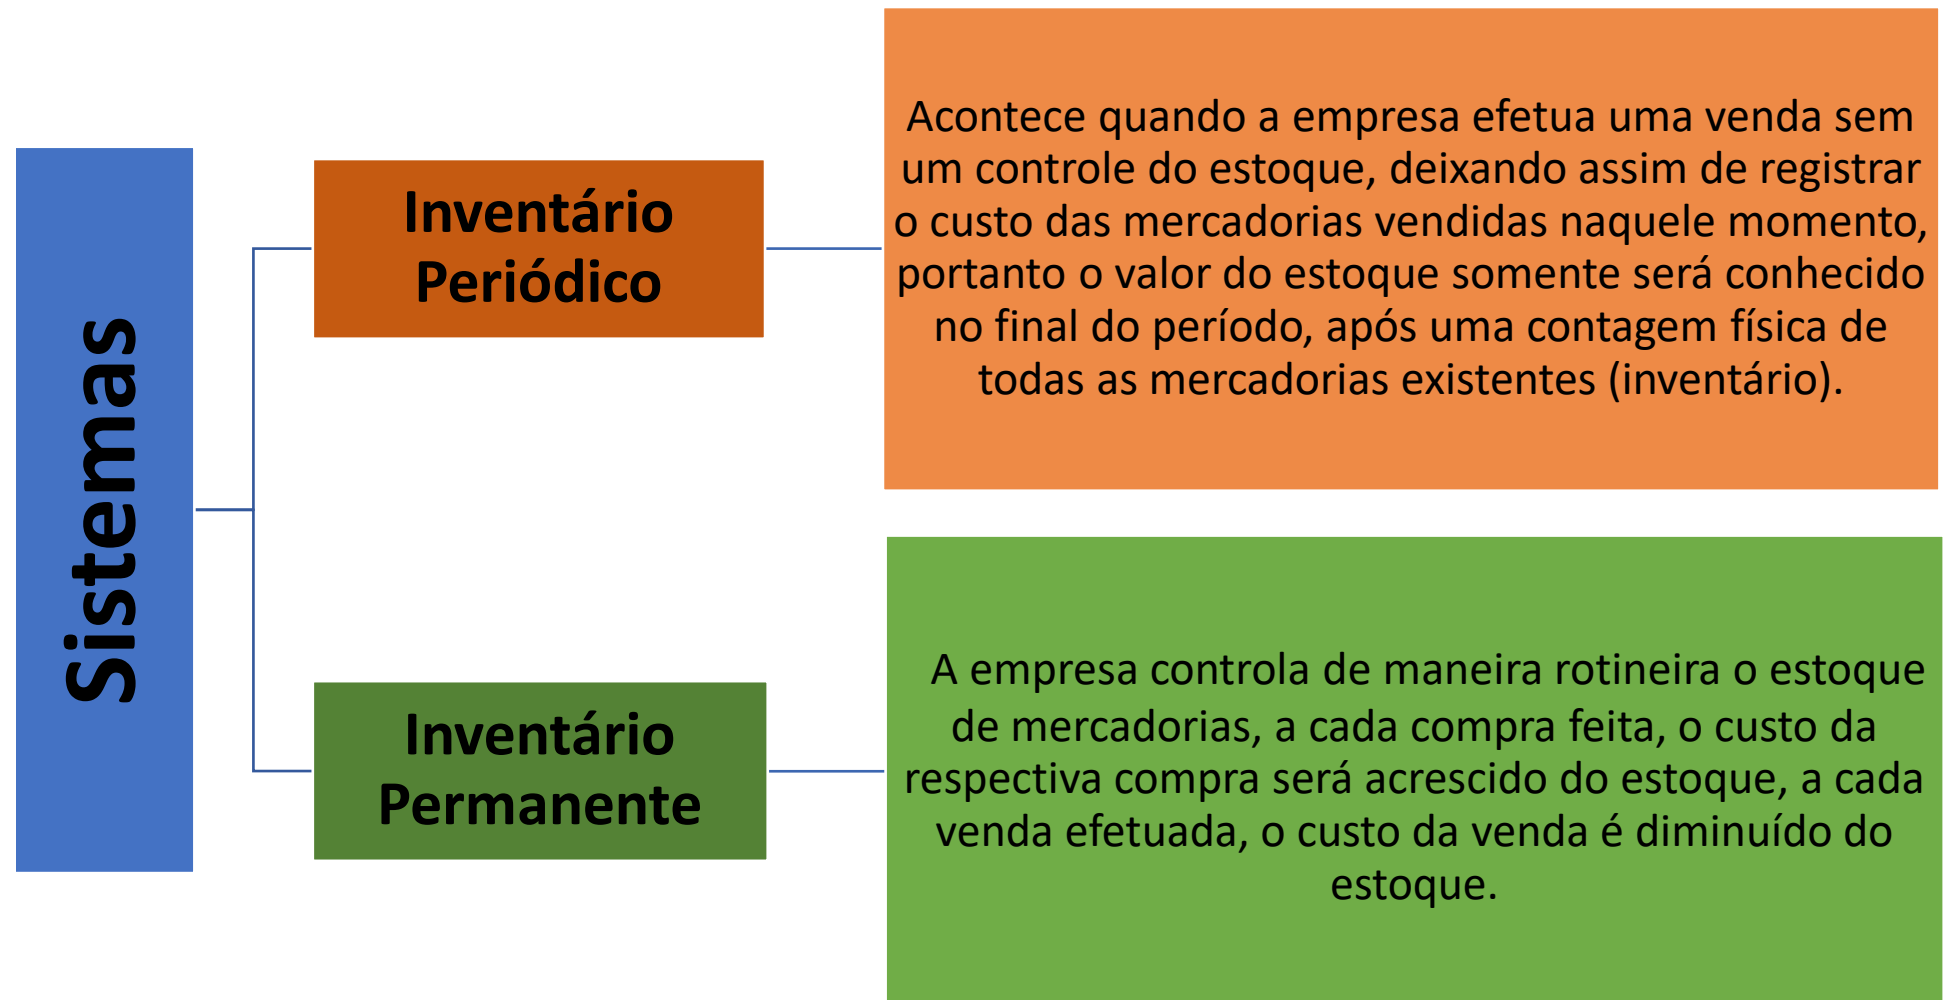 Sistemas
Inventário
Periódico
Acontece quando a empresa efetua uma venda sem
um controle do estoque, deixando assim de registrar
o custo das mercadorias vendidas naquele momento,
portanto o valor do estoque somente será conhecido
no final do período, após uma contagem física de
todas as mercadorias existentes (inventário).
Inventário
Permanente
A empresa controla de maneira rotineira o estoque
de mercadorias, a cada compra feita, o custo da
respectiva compra será acrescido do estoque, a cada
venda efetuada, o custo da venda é diminuído do
estoque.